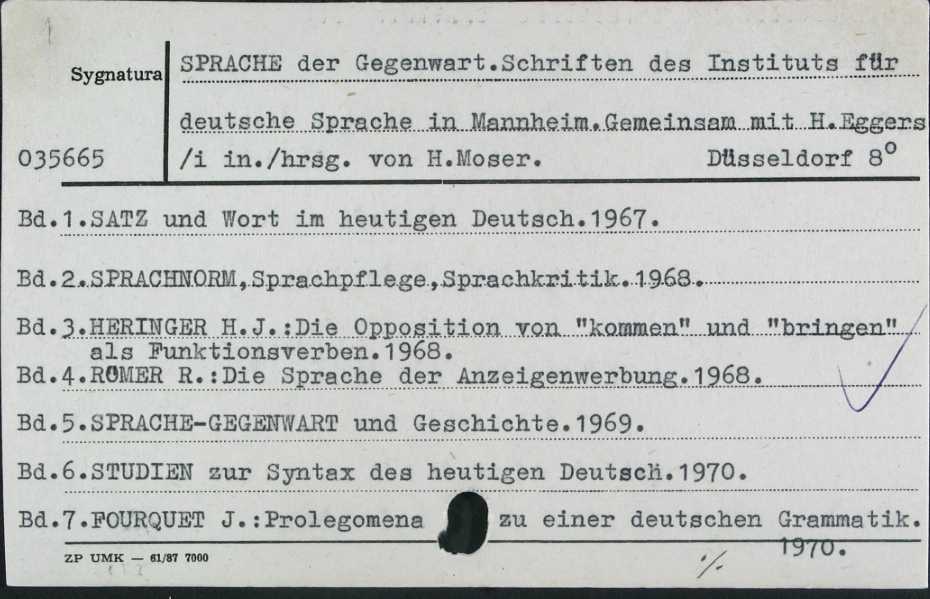 Sygnatura
SPRACHE der Gegenwart.Schriften des Instituts für
deutsche Sprache in Mannheim.Gemeinsam mit H.Eggers
035665
/i in./hrsg. von H.Moser. Düsseldorf 8°
Bd.1.SATZ und Wort im heutigen Deutsch.1967.
Bd.2.SPRACHNORM,Sprachpflege,Sprachkritik.1968.
Bd.3.HERINGER H.J.:Die Opposition von "kommen" und "bringen"
als Funktionsverben.1968.
Bd.4.RÖMER R.:Die Sprache der Anzeigenwerbung.1968.
Bd.5.SPRACHE-GEGENWART und Geschichte.1969.
Bd.6.STUDIEN zur Syntax des heutigen Deutsch.1970.
Bd.7.FOURQUET J.:Prolegomena zu einer deutschen Grammatik.
1970.
ZP UMK — 61/87 7000
·/.